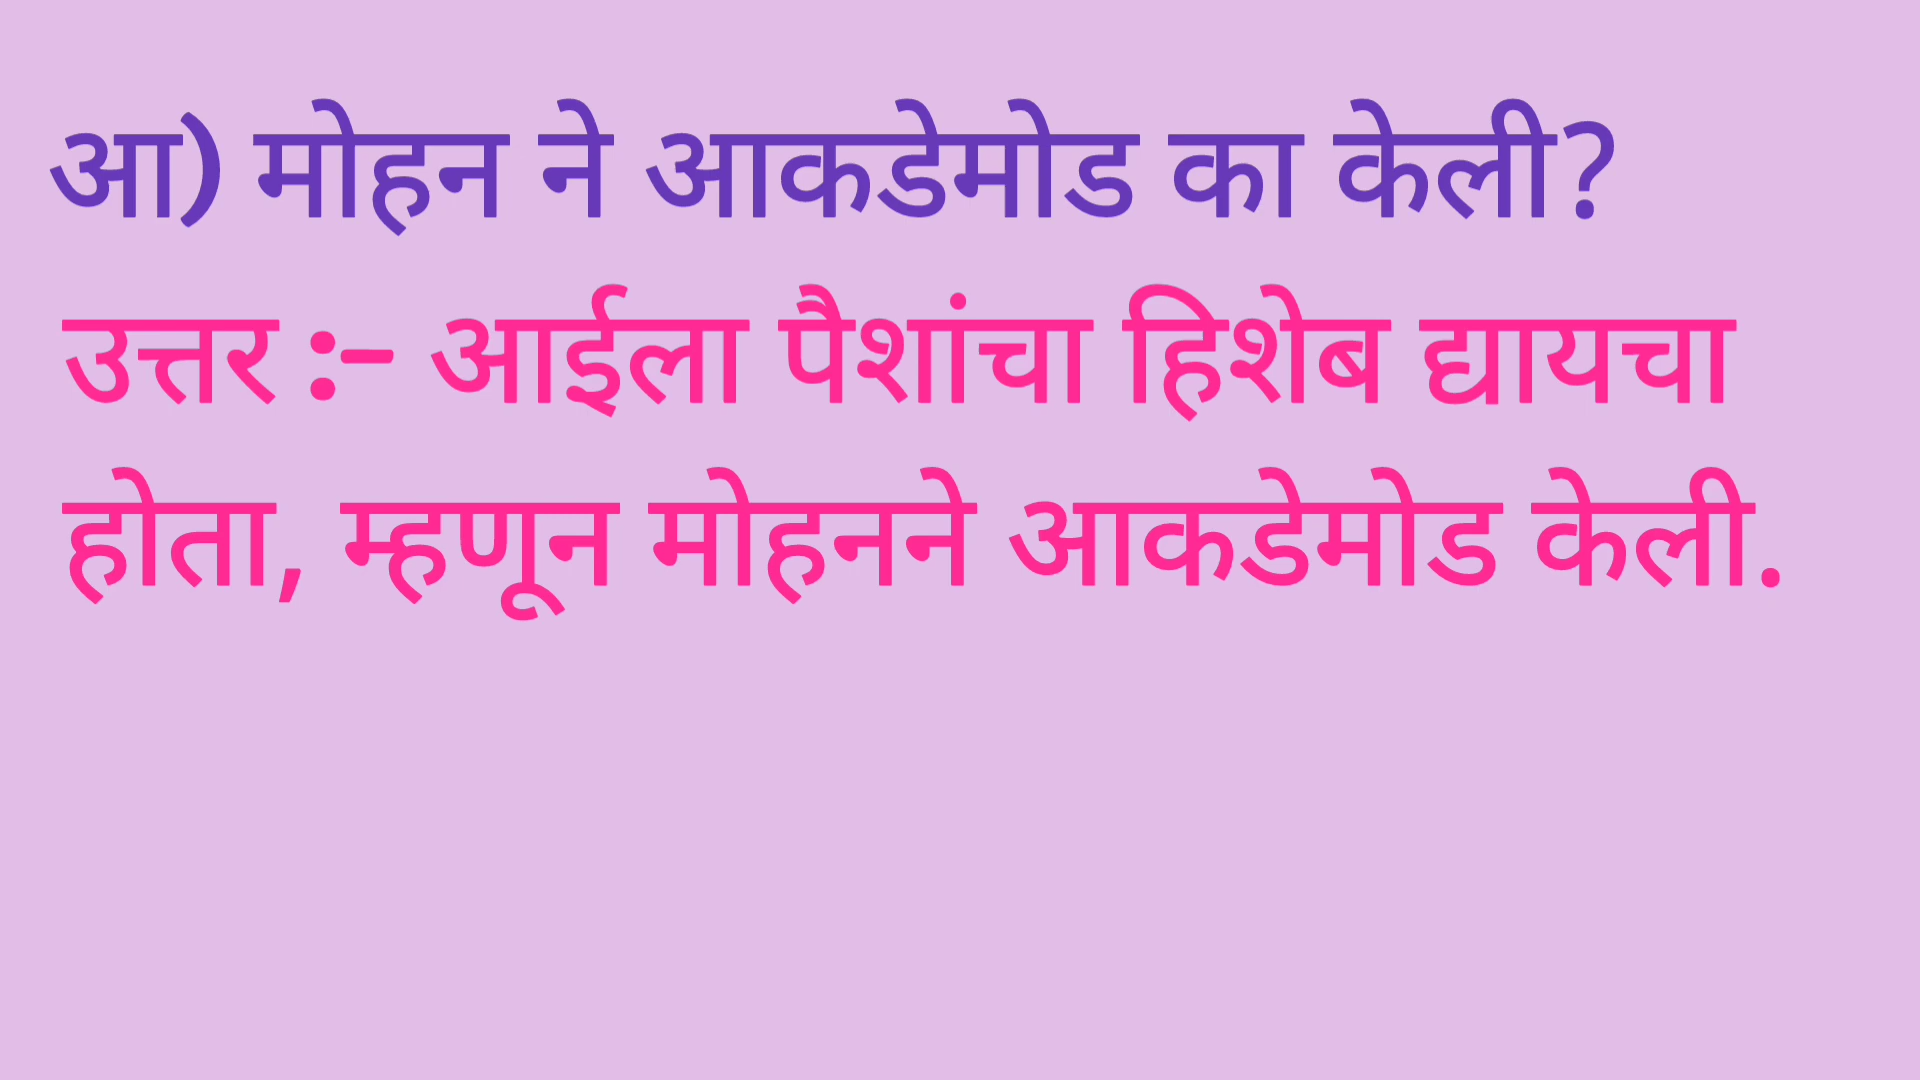 आ) मोहन ने आकडेमोड का केली?
उत्तर :- आईला पैशांचा हिशेब द्यायचा
होता, म्हणून मोहनने आकडेमोड केली.